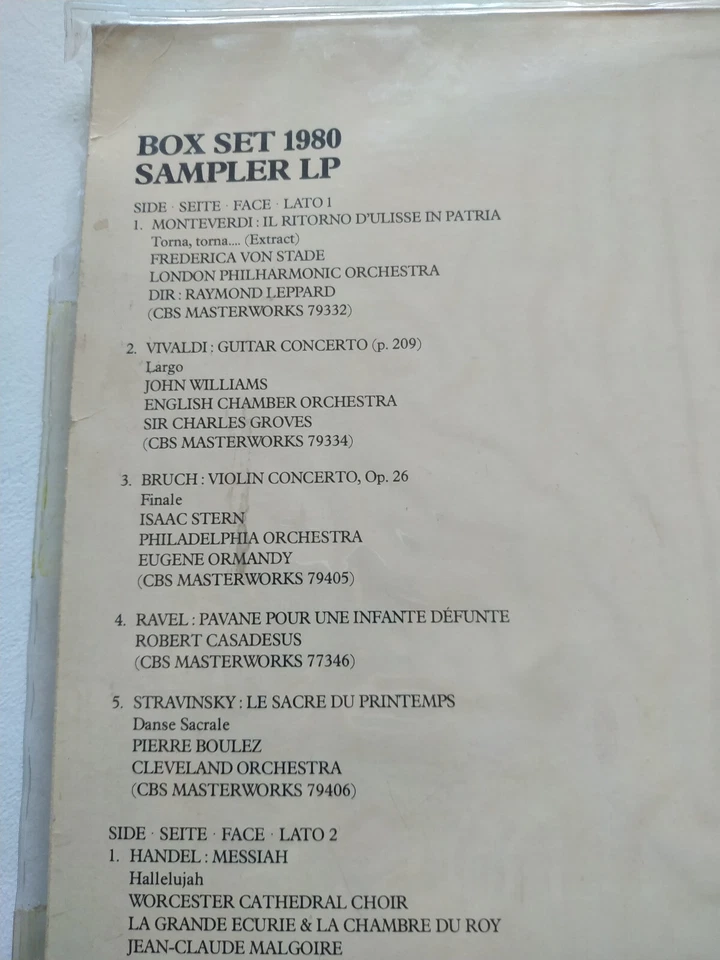 BOX SET 1980
SAMPLER LP
SIDE · SEITE · FACE · LATO 1
1. MONTEVERDI : IL RITORNO D'ULISSE IN PATRIA
Torna, torna.... (Extract)
FREDERICA VON STADE
LONDON PHILHARMONIC ORCHESTRA
DIR : RAYMOND LEPPARD
(CBS MASTERWORKS 79332)
2. VIVALDI : GUITAR CONCERTO (p. 209)
Largo
JOHN WILLIAMS
ENGLISH CHAMBER ORCHESTRA
SIR CHARLES GROVES
(CBS MASTERWORKS 79334)
3. BRUCH : VIOLIN CONCERTO, Op. 26
Finale
ISAAC STERN
PHILADELPHIA ORCHESTRA
EUGENE ORMANDY
(CBS MASTERWORKS 79405)
4. RAVEL : PAVANE POUR UNE INFANTE DÉFUNTE
ROBERT CASADESUS
(CBS MASTERWORKS 77346)
5. STRAVINSKY : LE SACRE DU PRINTEMPS
Danse Sacrale
PIERRE BOULEZ
CLEVELAND ORCHESTRA
(CBS MASTERWORKS 79406)
SIDE · SEITE · FACE · LATO 2
1. HANDEL : MESSIAH
Hallelujah
WORCESTER CATHEDRAL CHOIR
LA GRANDE ECURIE & LA CHAMBRE DU ROY
JEAN-CLAUDE MALGOIRE